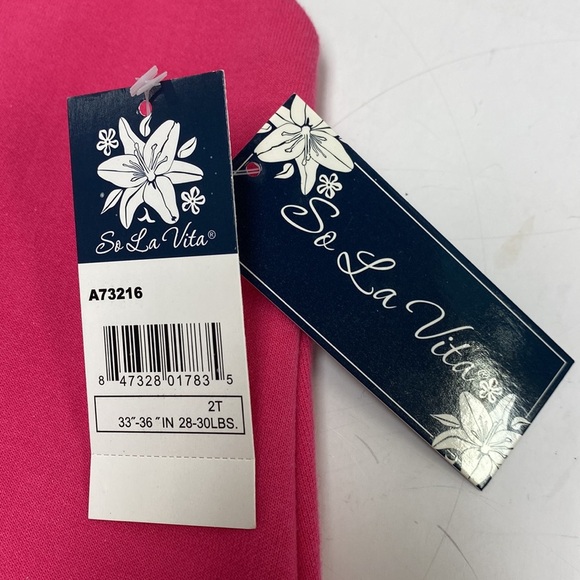 So La Vita®
A73216
8 47328 01783 5
2T
33"-36"IN 28-30LBS.
So La Vita®